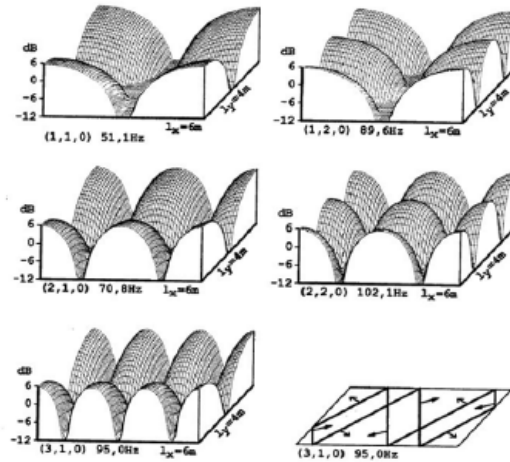 dB
6
0
-6
-12
(1,1,0) 51,1Hz
lx=6m
ly=4m
dB
6
0
-6
-12
(1,2,0) 89,6Hz
lx=6m
ly=4m
dB
6
0
-6
-12
(2,1,0) 70,8Hz
lx=6m
ly=4m
dB
6
0
-6
-12
(2,2,0) 102,1Hz
lx=6m
ly=4m
dB
6
0
-6
-12
(3,1,0) 95,0Hz
lx=6m
ly=4m
(3,1,0) 95,0Hz